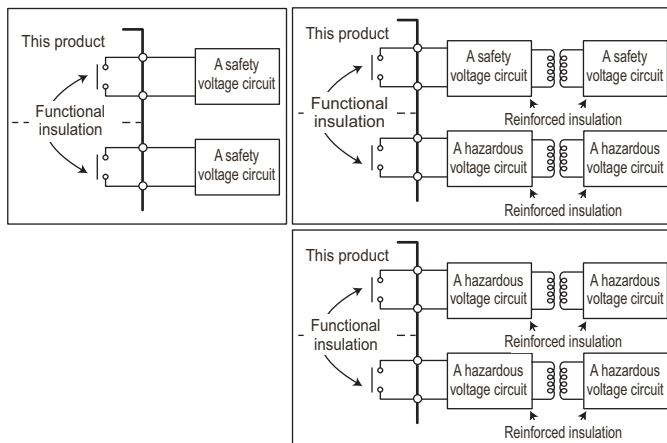 This product
A safety
voltage circuit
Functional
insulation
A safety
voltage circuit
This product
A safety
voltage circuit
A safety
voltage circuit
Reinforced insulation
Functional
insulation
A hazardous
voltage circuit
A hazardous
voltage circuit
Reinforced insulation
This product
A hazardous
voltage circuit
A hazardous
voltage circuit
Reinforced insulation
Functional
insulation
A hazardous
voltage circuit
A hazardous
voltage circuit
Reinforced insulation